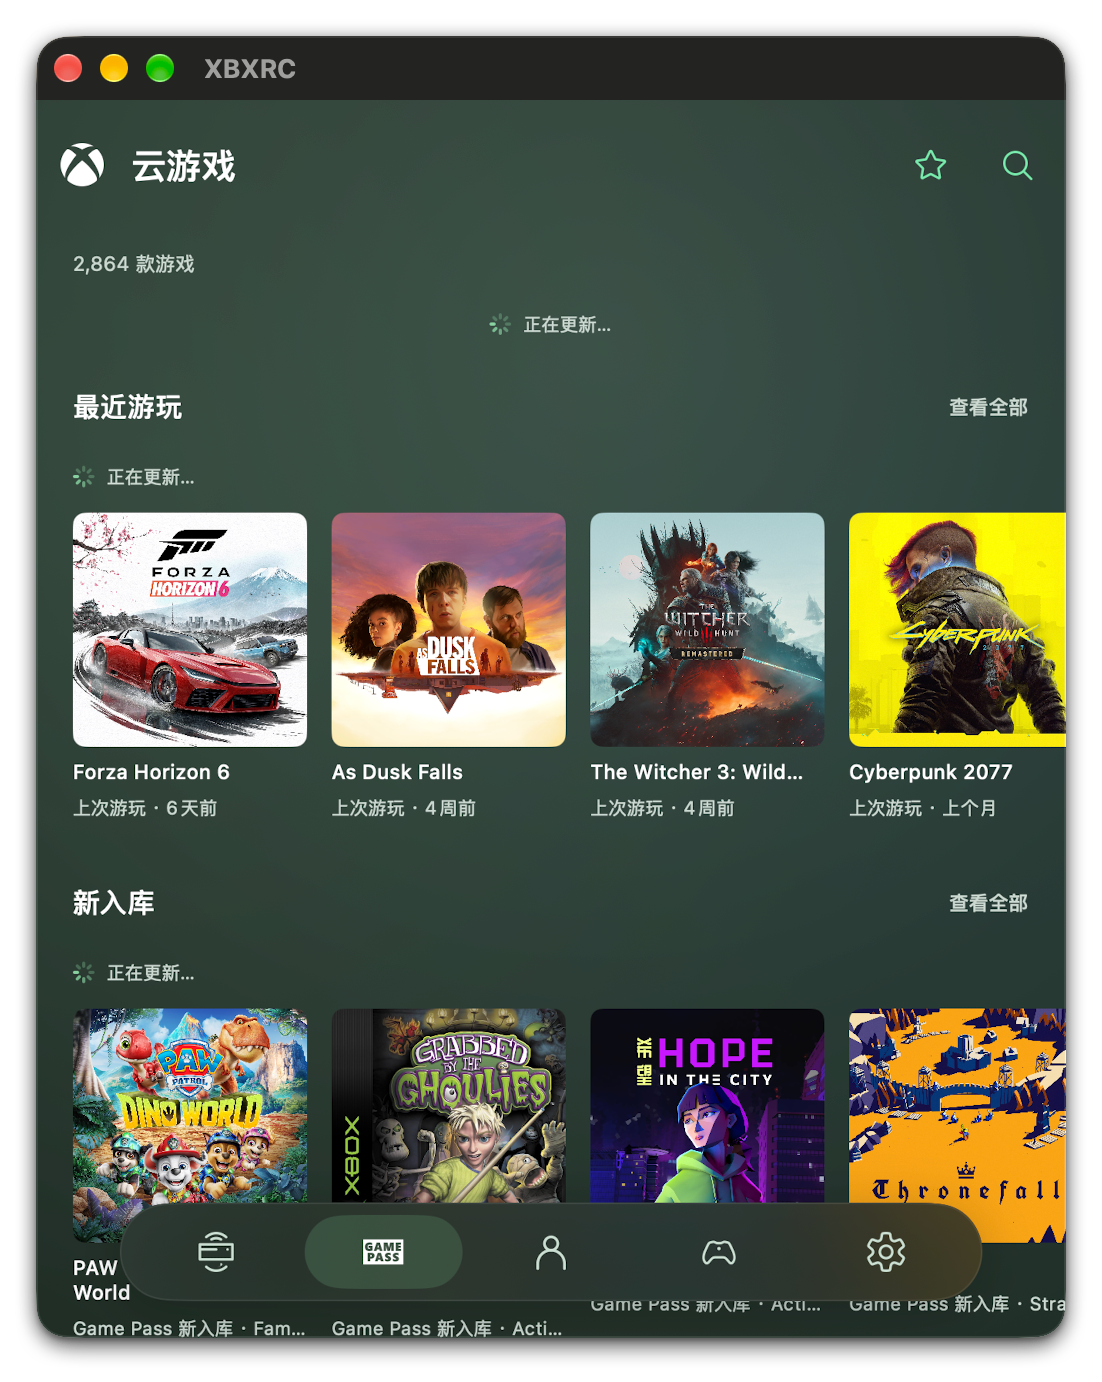 XBXRC
云游戏
2,864 款游戏
正在更新...
最近游玩
查看全部
正在更新...
FORZA
HORIZON 6
AS DUSK
FALLS
THE
WITCHER
WILD HUNT
REMASTERED
Cyberpunk
2077
Forza Horizon 6
As Dusk Falls
The Witcher 3: Wild...
Cyberpunk 2077
上次游玩 · 6 天前
上次游玩 · 4 周前
上次游玩 · 4 周前
上次游玩 · 上个月
新入库
查看全部
正在更新...
PAW
PATROL
DINO WORLD
XBOX
GRABBED
BY THE
GHOULIES
希望
HOPE
IN THE CITY
Thronefall
GAME
PASS
PAW
World
Game Pass 新入库 · Fam...
Game Pass 新入库 · Acti...
Game Pass 新入库 · Acti...
Game Pass 新入库 · Stra